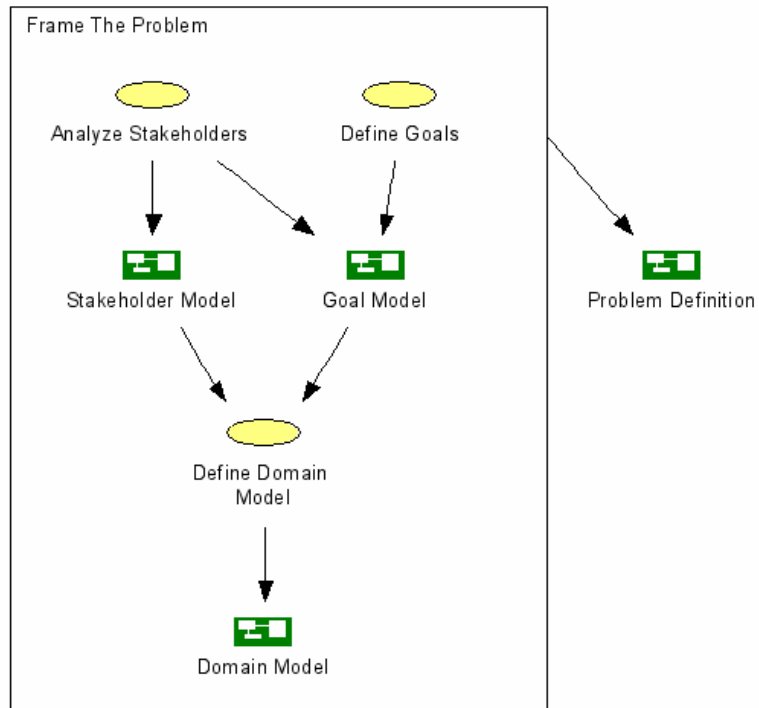 Frame The Problem
Analyze Stakeholders
Define Goals
Stakeholder Model
Goal Model
Problem Definition
Define Domain
Model
Domain Model